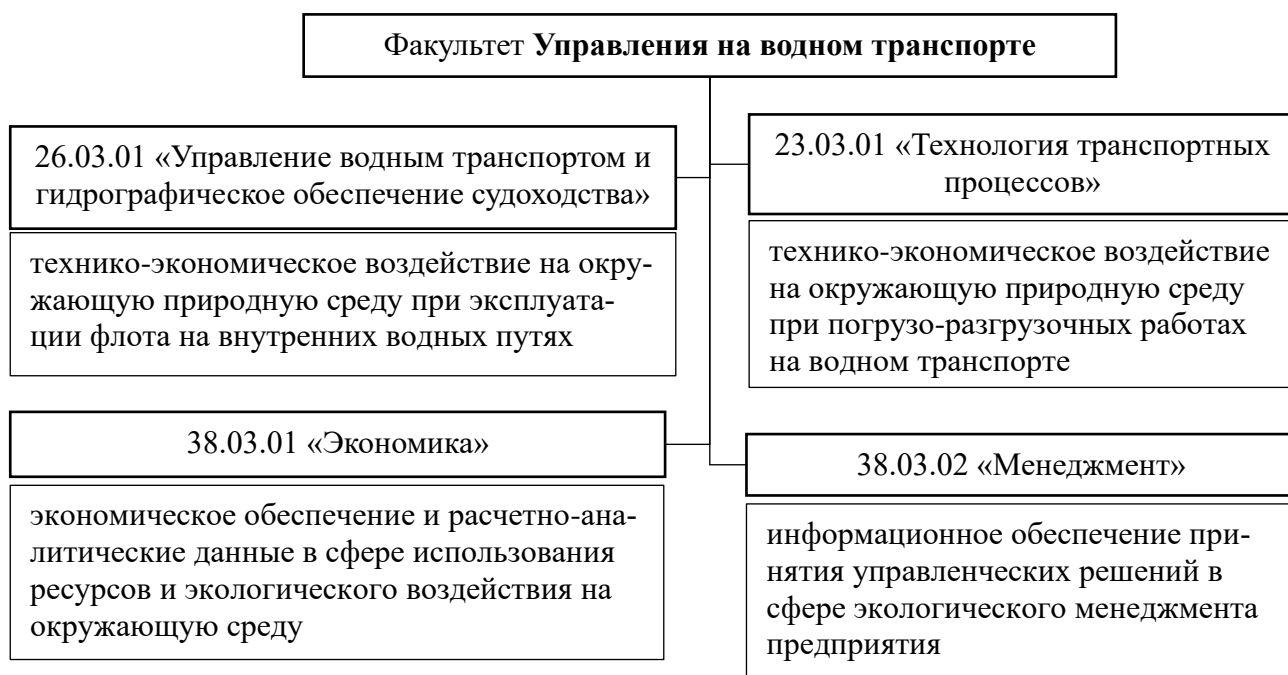 Факультет Управления на водном транспорте
26.03.01 «Управление водным транспортом и
гидрографическое обеспечение судоходства»
технико-экономическое воздействие на окру-
жающую природную среду при эксплуата-
ции флота на внутренних водных путях
23.03.01 «Технология транспортных
процессов»
технико-экономическое воздействие
на окружающую природную среду
при погрузо-разгрузочных работах
на водном транспорте
38.03.01 «Экономика»
экономическое обеспечение и расчетно-ана-
литические данные в сфере использования
ресурсов и экологического воздействия на
окружающую среду
38.03.02 «Менеджмент»
информационное обеспечение при-
нятия управленческих решений в
сфере экологического менеджмента
предприятия